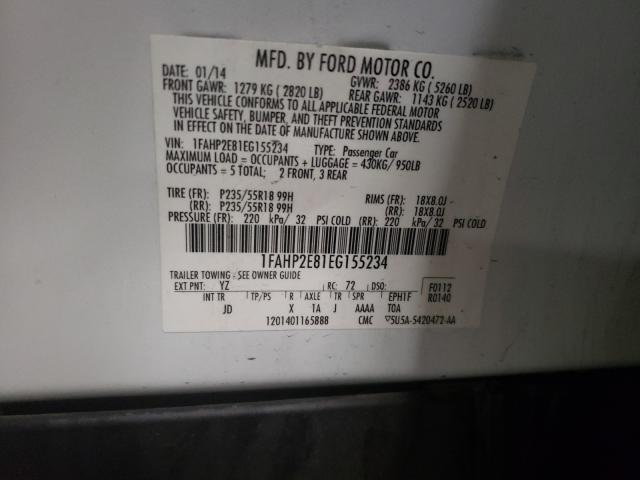 MFD. BY FORD MOTOR CO.
DATE: 01/14 GVWR: 2386 KG ( 5260 LB)
FRONT GAWR: 1279 KG ( 2820 LB) REAR GAWR: 1143 KG ( 2520 LB)
THIS VEHICLE CONFORMS TO ALL APPLICABLE FEDERAL MOTOR
VEHICLE SAFETY, BUMPER, AND THEFT PREVENTION STANDARDS
IN EFFECT ON THE DATE OF MANUFACTURE SHOWN ABOVE.
VIN: 1FAHP2E81EG155234 TYPE: Passenger Car
MAXIMUM LOAD = OCCUPANTS + LUGGAGE = 430KG/ 950LB
OCCUPANTS = 5 TOTAL; 2 FRONT, 3 REAR
TIRE (FR): P235/55R18 99H RIMS (FR): 18X8.0J
(RR): P235/55R18 99H (RR): 18X8.0J
PRESSURE (FR): 220 kPa/ 32 PSI COLD (RR): 220 kPa/ 32 PSI COLD
1FAHP2E81EG155234
TRAILER TOWING - SEE OWNER GUIDE
EXT PNT: YZ RC: 72 DSO: F0112
INT TR TP/PS R AXLE TR SPR EPH1F R0140
JD X 1A J AAAA T0A
1201401165888 CMC ▽5U5A-5420472-AA